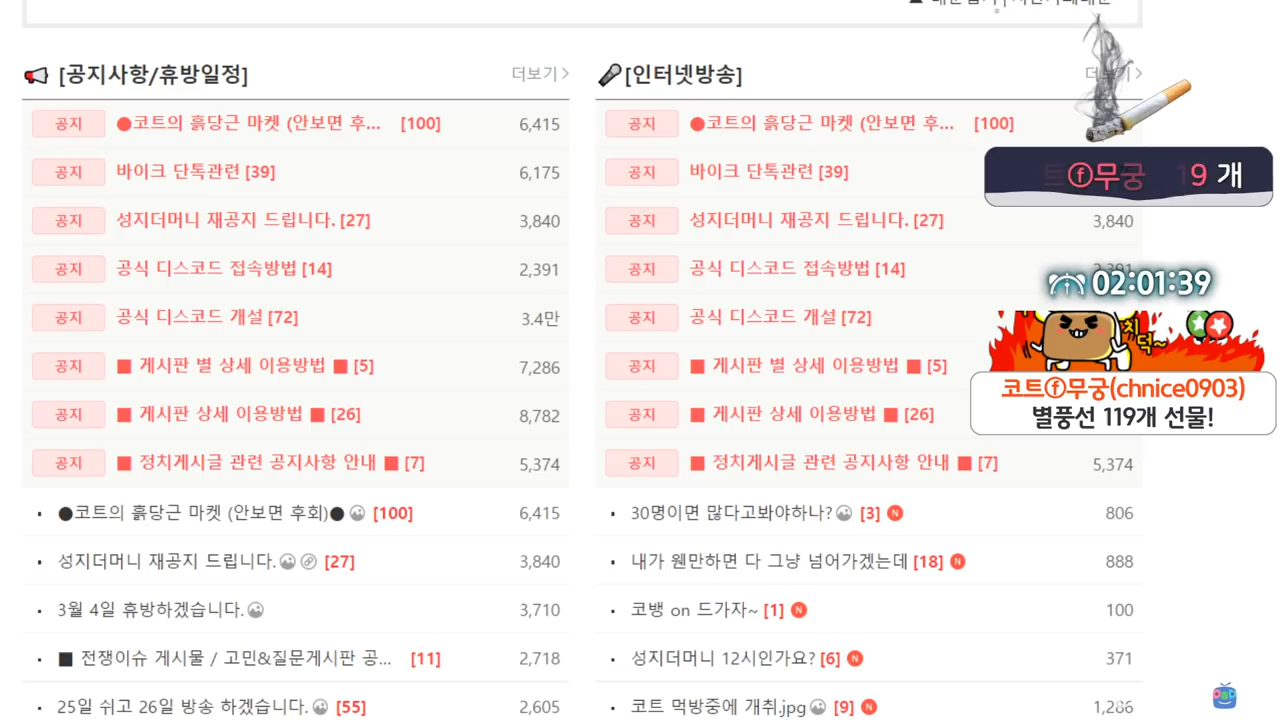 [공지사항/휴방일정] 더보기
공지 ●코트의 흙당근 마켓 (안보면 후... [100] 6,415
공지 바이크 단톡관련 [39] 6,175
공지 성지더머니 재공지 드립니다. [27] 3,840
공지 공식 디스코드 접속방법 [14] 2,391
공지 공식 디스코드 개설 [72] 3.4만
공지 ■ 게시판 별 상세 이용방법 ■ [5] 7,286
공지 ■ 게시판 상세 이용방법 ■ [26] 8,782
공지 ■ 정치게시글 관련 공지사항 안내 ■ [7] 5,374
●코트의 흙당근 마켓 (안보면 후회)● [100] 6,415
성지더머니 재공지 드립니다. [27] 3,840
3월 4일 휴방하겠습니다. 3,710
■ 전쟁이슈 게시물 / 고민&질문게시판 공... [11] 2,718
25일 쉬고 26일 방송 하겠습니다. [55] 2,605
[인터넷방송]
공지 ●코트의 흙당근 마켓 (안보면 후... [100]
공지 바이크 단톡관련 [39]
공지 성지더머니 재공지 드립니다. [27] 3,840
공지 공식 디스코드 접속방법 [14] 2,391
공지 공식 디스코드 개설 [72]
공지 ■ 게시판 별 상세 이용방법 ■ [5]
공지 ■ 게시판 상세 이용방법 ■ [26]
공지 ■ 정치게시글 관련 공지사항 안내 ■ [7] 5,374
30명이면 많다고봐야하나? [3] N 806
내가 웬만하면 다 그냥 넘어가겠는데 [18] N 888
코뱅 on 드가자~ [1] N 100
성지더머니 12시인가요? [6] N 371
코트 먹방중에 개취.jpg [9] N 1,286
트ⓕ무궁 19 개
02:01:39
치덕~
코트ⓕ무궁(chnice0903)
별풍선 119개 선물!